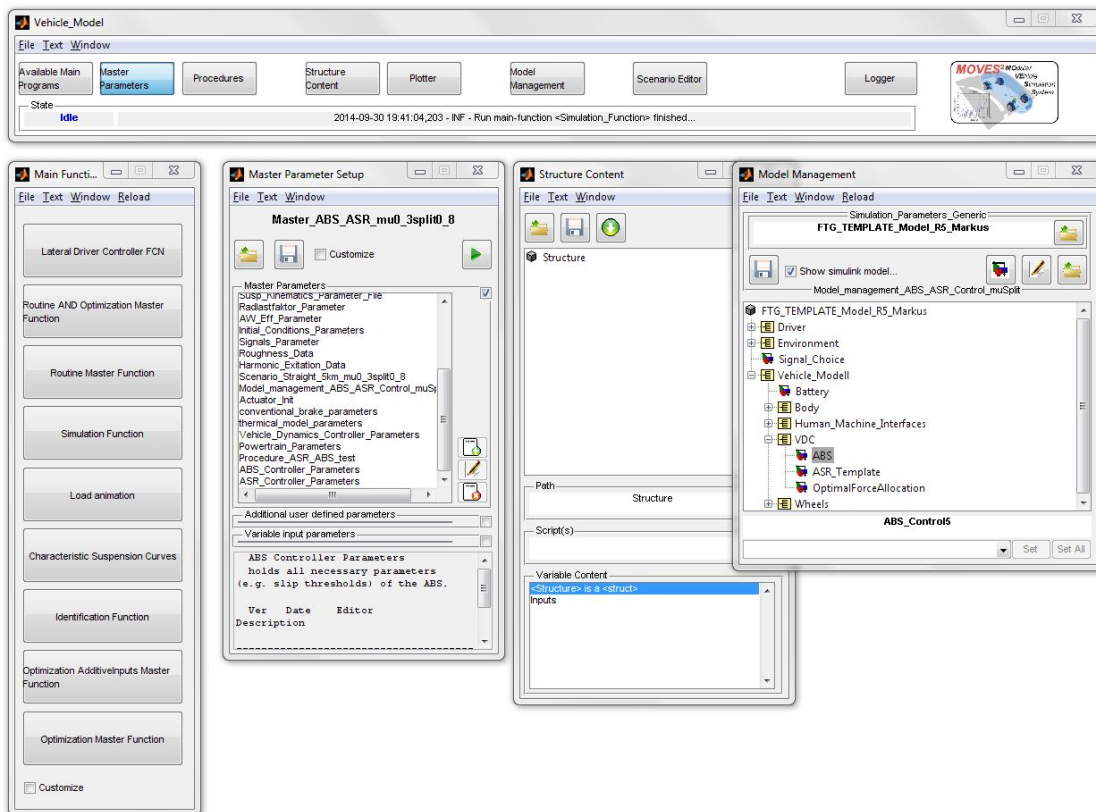 Vehicle_Model
File Text Window
Available Main
Programs
Master
Parameters
Procedures
Structure
Content
Plotter
Model
Management
Scenario Editor
Logger
MOVES² MOdular
VEhicle
Simulation
System
State
Idle
2014-09-30 19:41:04,203 - INF - Run main-function <Simulation_Function> finished...
Main Functi...
File Text Window Reload
Lateral Driver Controller FCN
Routine AND Optimization Master
Function
Routine Master Function
Simulation Function
Load animation
Characteristic Suspension Curves
Identification Function
Optimization AdditiveInputs Master
Function
Optimization Master Function
Customize
Master Parameter Setup
File Text Window
Master_ABS_ASR_mu0_3split0_8
Customize
Master Parameters
Susp_Kinematics_Parameter_File
Radlastfaktor_Parameter
AW_Eff_Parameter
Initial_Conditions_Parameters
Signals_Parameter
Roughness_Data
Harmonic_Exitation_Data
Scenario_Straight_5km_mu0_3split0_8
Model_management_ABS_ASR_Control_muSp
Actuator_Init
conventional_brake_parameters
thermical_model_parameters
Vehicle_Dynamics_Controller_Parameters
Powertrain_Parameters
Procedure_ASR_ABS_test
ABS_Controller_Parameters
ASR_Controller_Parameters
Additional user defined parameters
Variable input parameters
ABS Controller Parameters
holds all necessary parameters
(e.g. slip thresholds) of the ABS.
Ver Date Editor
Description
----------------------------------------
Structure Content
File Text Window
Structure
Path
Structure
Script(s)
Variable Content
<Structure> is a <struct>
Inputs
Model Management
File Text Window Reload
Simulation_Parameters_Generic
FTG_TEMPLATE_Model_R5_Markus
Show simulink model...
Model_management_ABS_ASR_Control_muSplit
FTG_TEMPLATE_Model_R5_Markus
Driver
Environment
Signal_Choice
Vehicle_Modell
Battery
Body
Human_Machine_Interfaces
VDC
ABS
ASR_Template
OptimalForceAllocation
Wheels
ABS_Control5
Set Set All